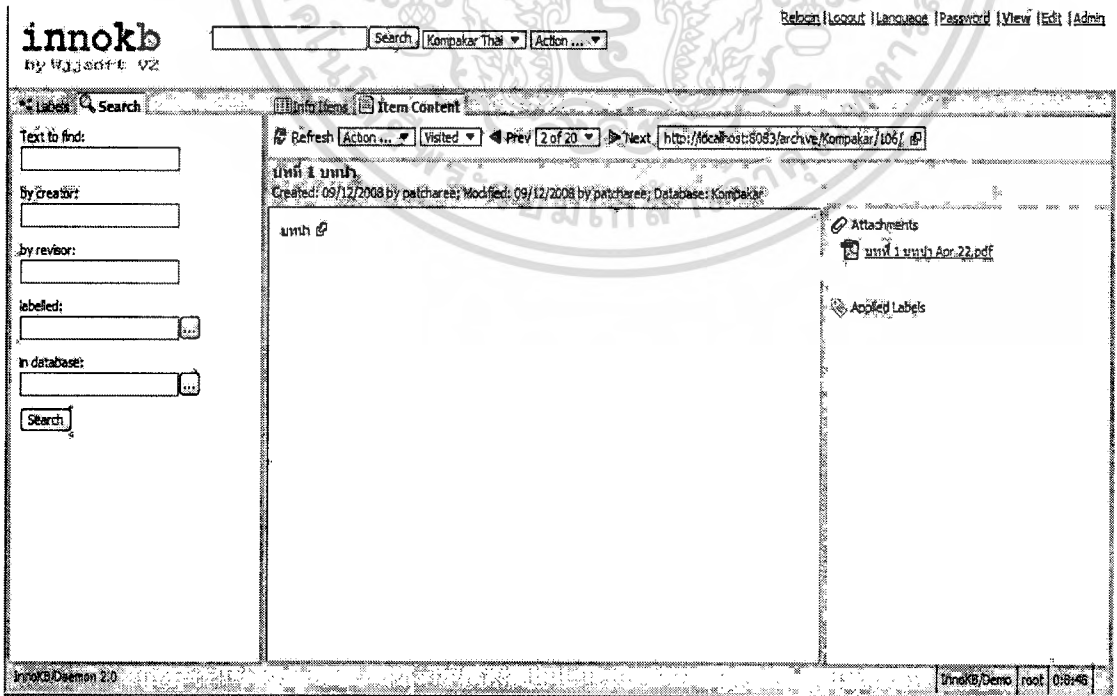 Relogin | Logout | Language | Password | View | Edit | Admin
innokb
by Wjjsoft V2
Search Kompakar Thai Action ...
Labels Search
Info Items Item Content
Text to find:
by creator:
by revisor:
labelled:
...
in database:
...
Search
Refresh Action ... Visited Prev 2 of 20 Next http://localhost:8083/archive/Kompakar/106/
บทที่ 1 บทนำ
Created: 09/12/2008 by patcharee; Modified: 09/12/2008 by patcharee; Database: Kompakar
บทนำ
Attachments
บทที่ 1 บทนำ Apr.22.pdf
Applied Labels
InnoKB/Daemon 2.0
InnoKB/Demo root